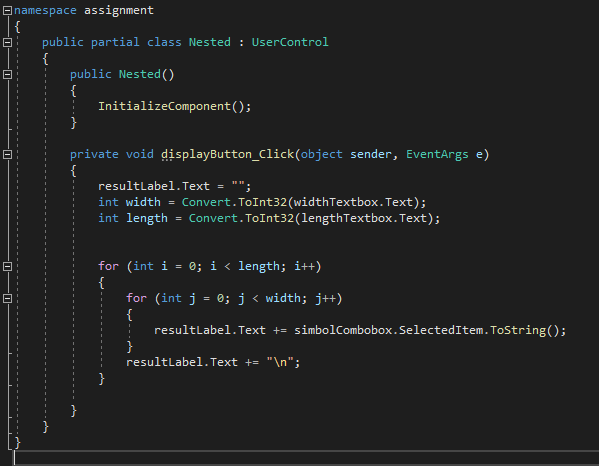 namespace assignment
{
    public partial class Nested : UserControl
    {
        public Nested()
        {
            InitializeComponent();
        }

        private void displayButton_Click(object sender, EventArgs e)
        {
            resultLabel.Text = "";
            int width = Convert.ToInt32(widthTextbox.Text);
            int length = Convert.ToInt32(lengthTextbox.Text);


            for (int i = 0; i < length; i++)
            {
                for (int j = 0; j < width; j++)
                {
                    resultLabel.Text += simbolCombobox.SelectedItem.ToString();
                }
                resultLabel.Text += "\n";
            }

        }
    }
}